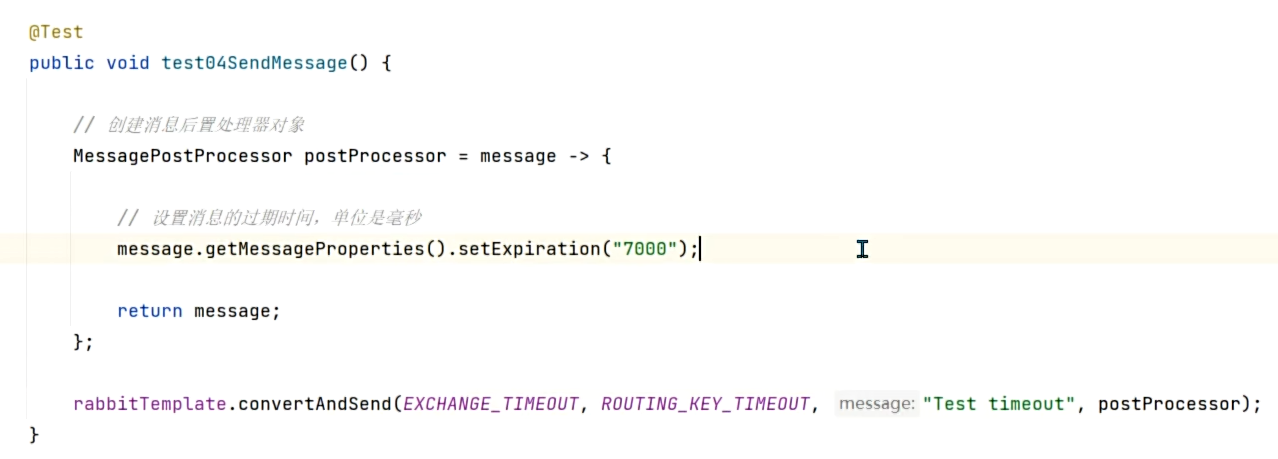 @Test
public void test04SendMessage() {
// 创建消息后置处理器对象
MessagePostProcessor postProcessor = message -> {
// 设置消息的过期时间，单位是毫秒
message.getMessageProperties().setExpiration("7000");
return message;
};
rabbitTemplate.convertAndSend(EXCHANGE_TIMEOUT, ROUTING_KEY_TIMEOUT, message: "Test timeout", postProcessor);
}